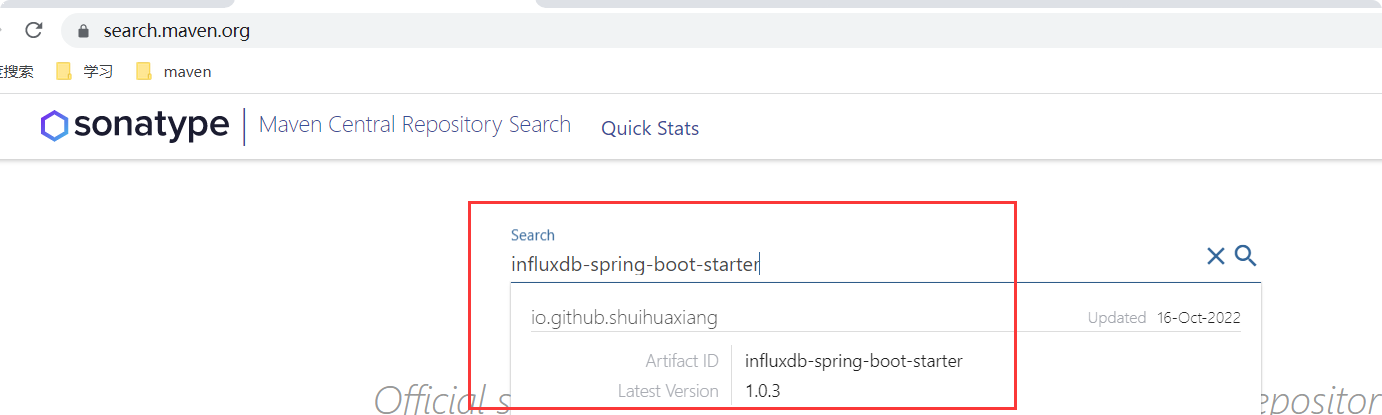 search.maven.org
度搜索 学习 maven
sonatype Maven Central Repository Search Quick Stats
Search
influxdb-spring-boot-starter
io.github.shuihuaxiang Updated 16-Oct-2022
Artifact ID influxdb-spring-boot-starter
Latest Version 1.0.3
Official s epositor